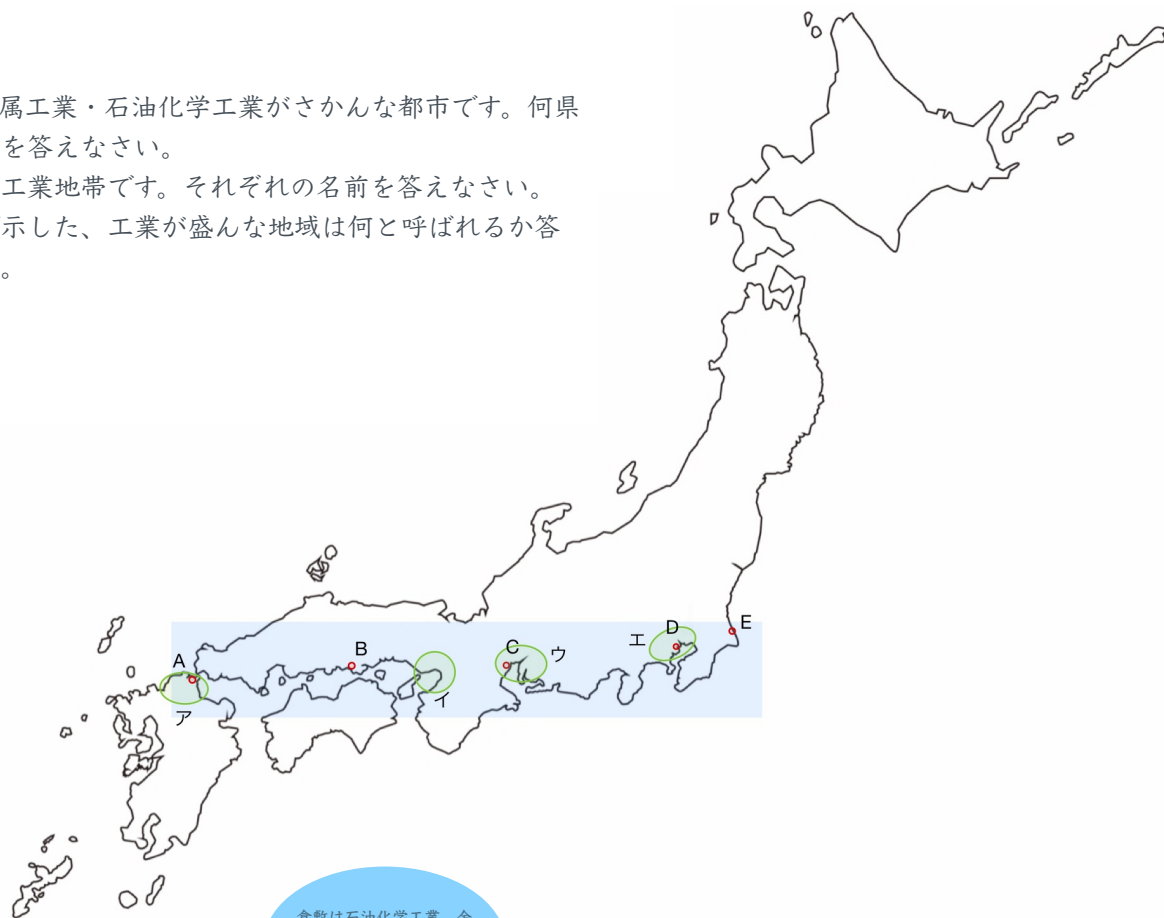 属工業・石油化学工業がさかんな都市です。何県
を答えなさい。
工業地帯です。それぞれの名前を答えなさい。
示した、工業が盛んな地域は何と呼ばれるか答
。
A
B
C
D
E
ア
イ
ウ
エ
倉敷は石油化学工業、金